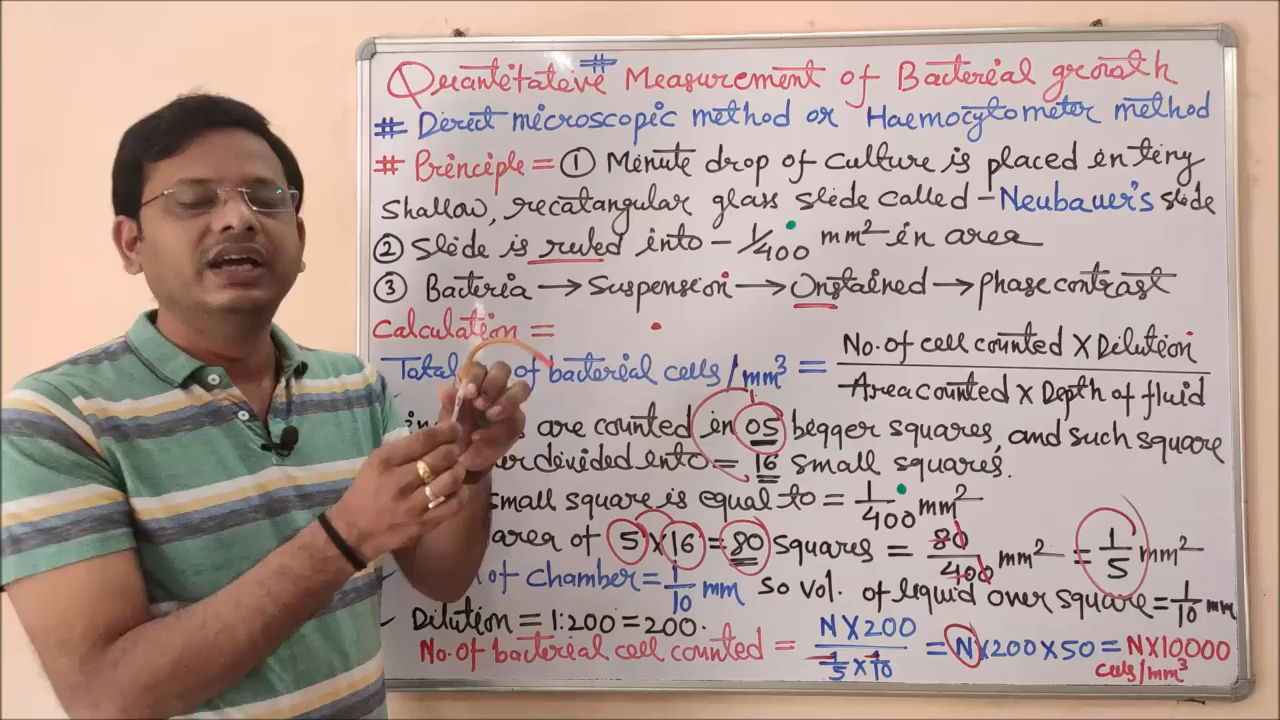 Quantitative # Measurement of Bacterial growth
# Direct microscopic method or Haemocytometer method
# Principle = ① Minute drop of culture is placed in tiny
shallow, recatangular glass slide called - Neubauer's slide
② Slide is ruled into - 1/400 mm² in area
③ Bacteria → Suspension → Unstained → phase contrast
Calculation =
Total of bacterial cells/mm³ = No. of cell counted X Dilution / Area counted X Depth of fluid
are counted in 05 bigger squares, and such square
devided into = 16 small squares.
small square is equal to = 1/400 mm²
area of 5 X 16 = 80 squares = 80/400 mm² = 1/5 mm²
of chamber = 1/10 mm so vol. of liquid over square = 1/10 mm
Dilution = 1:200 = 200.
No. of bacterial cell counted = N X 200 / 1/5 X 1/10 = N X 200 X 50 = N X 10000
cells/mm³